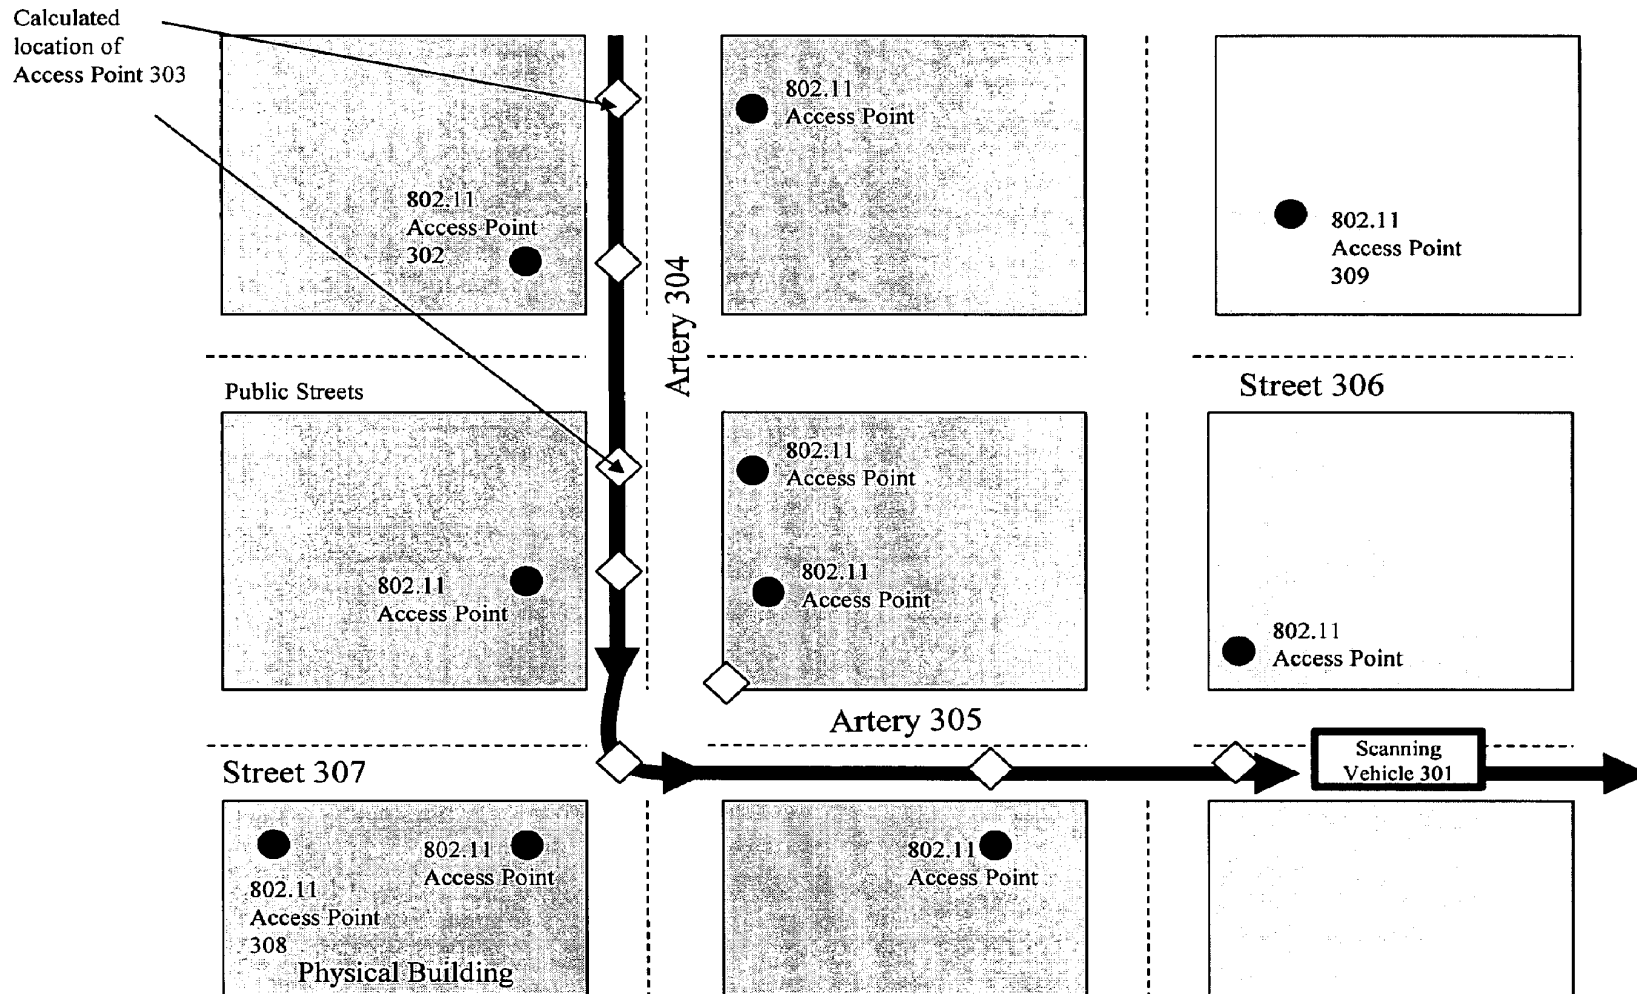 Calculated
location of
Access Point 303
802.11
Access Point
802.11
Access Point
302
802.11
Access Point
309
Artery 304
Public Streets
Street 306
802.11
Access Point
802.11
Access Point
802.11
Access Point
802.11
Access Point
Artery 305
Street 307
Scanning
Vehicle 301
802.11
Access Point
308
802.11
Access Point
802.11
Access Point
Physical Building